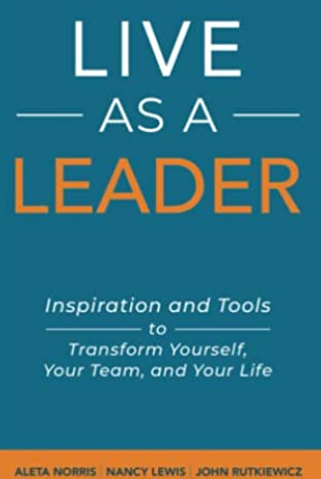 LIVE
AS A
LEADER
Inspiration and Tools
to
Transform Yourself,
Your Team, and Your Life
ALETA NORRIS | NANCY LEWIS | JOHN RUTKIEWICZ